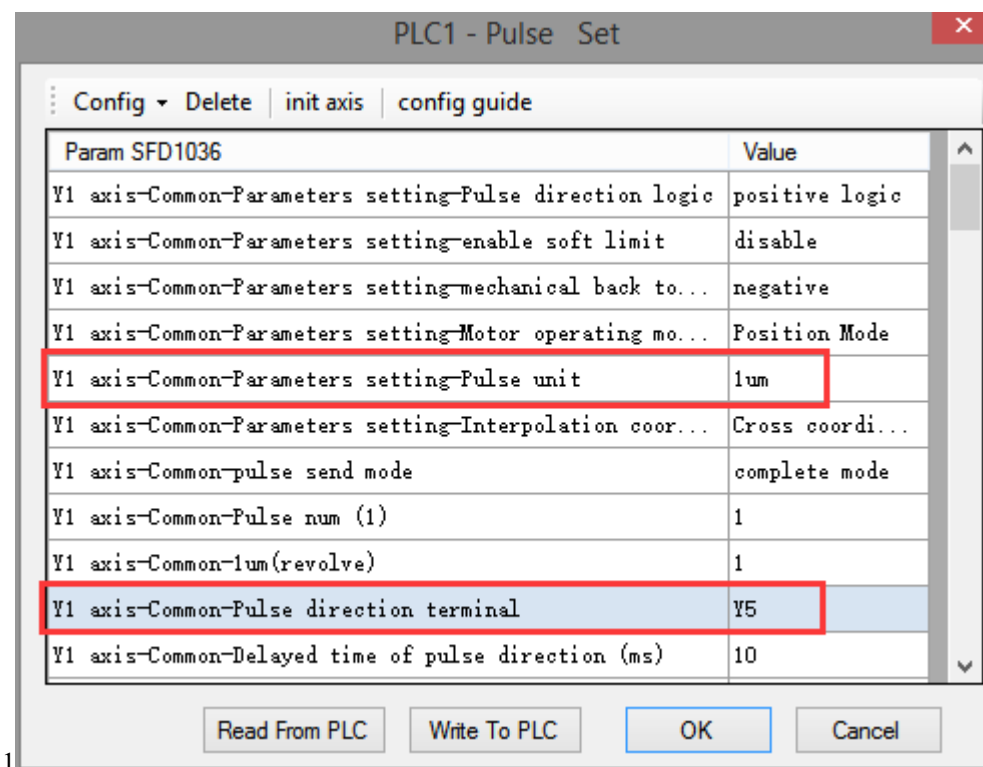 PLC1 - Pulse Set
Config Delete init axis config guide
Param SFD1036 Value
Y1 axis-Common-Parameters setting-Pulse direction logic positive logic
Y1 axis-Common-Parameters setting-enable soft limit disable
Y1 axis-Common-Parameters setting-mechanical back to... negative
Y1 axis-Common-Parameters setting-Motor operating mo... Position Mode
Y1 axis-Common-Parameters setting-Pulse unit 1um
Y1 axis-Common-Parameters setting-Interpolation coor... Cross coordi...
Y1 axis-Common-pulse send mode complete mode
Y1 axis-Common-Pulse num (1) 1
Y1 axis-Common-1um(revolve) 1
Y1 axis-Common-Pulse direction terminal Y5
Y1 axis-Common-Delayed time of pulse direction (ms) 10
Read From PLC Write To PLC OK Cancel
1